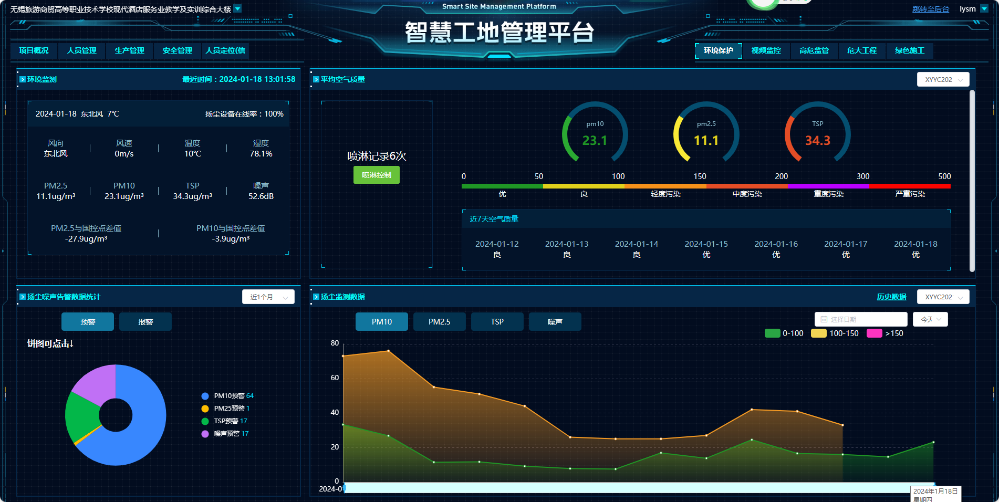 无锡旅游商贸高等职业技术学校现代酒店服务业教学及实训综合大楼
Smart Site Management Platform
跳转至后台
lysm
智慧工地管理平台
项目概况
人员管理
生产管理
安全管理
人员定位(信
环境保护
视频监控
高危监管
危大工程
绿色施工
环境监测
最近时间：2024-01-18 13:01:58
2024-01-18 东北风 7℃
扬尘设备在线率：100%
风向
风速
温度
湿度
东北风
0m/s
10℃
78.1%
PM2.5
PM10
TSP
噪声
11.1ug/m³
23.1ug/m³
34.3ug/m³
52.6dB
PM2.5与国控点差值
PM10与国控点差值
-27.9ug/m³
-3.9ug/m³
平均空气质量
XYYC202
喷淋记录6次
喷淋控制
pm10
23.1
pm2.5
11.1
TSP
34.3
0
50
100
150
200
300
500
优
良
轻度污染
中度污染
重度污染
严重污染
近7天空气质量
2024-01-12
2024-01-13
2024-01-14
2024-01-15
2024-01-16
2024-01-17
2024-01-18
良
良
良
优
优
优
优
扬尘噪声告警数据统计
近1个月
预警
报警
饼图可点击↓
PM10预警 64
PM25预警 1
TSP预警 17
噪声预警 17
扬尘监测数据
历史数据
XYYC202
PM10
PM2.5
TSP
噪声
选择日期
今天
0-100
100-150
>150
80
60
40
20
0
2024-0
2024年1月18日
星期四